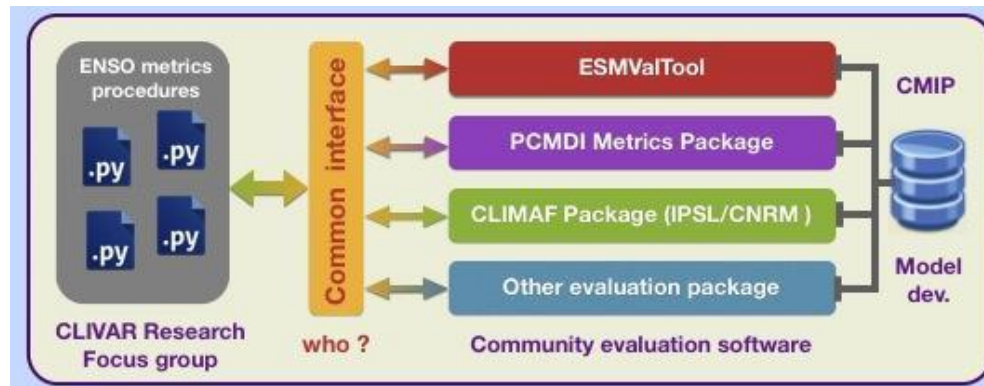 ENSO metrics
procedures
.py
.py
.py
.py
CLIVAR Research
Focus group
Common interface
who ?
ESMValTool
PCMDI Metrics Package
CLIMAF Package (IPSL/CNRM )
Other evaluation package
Community evaluation software
CMIP
Model
dev.